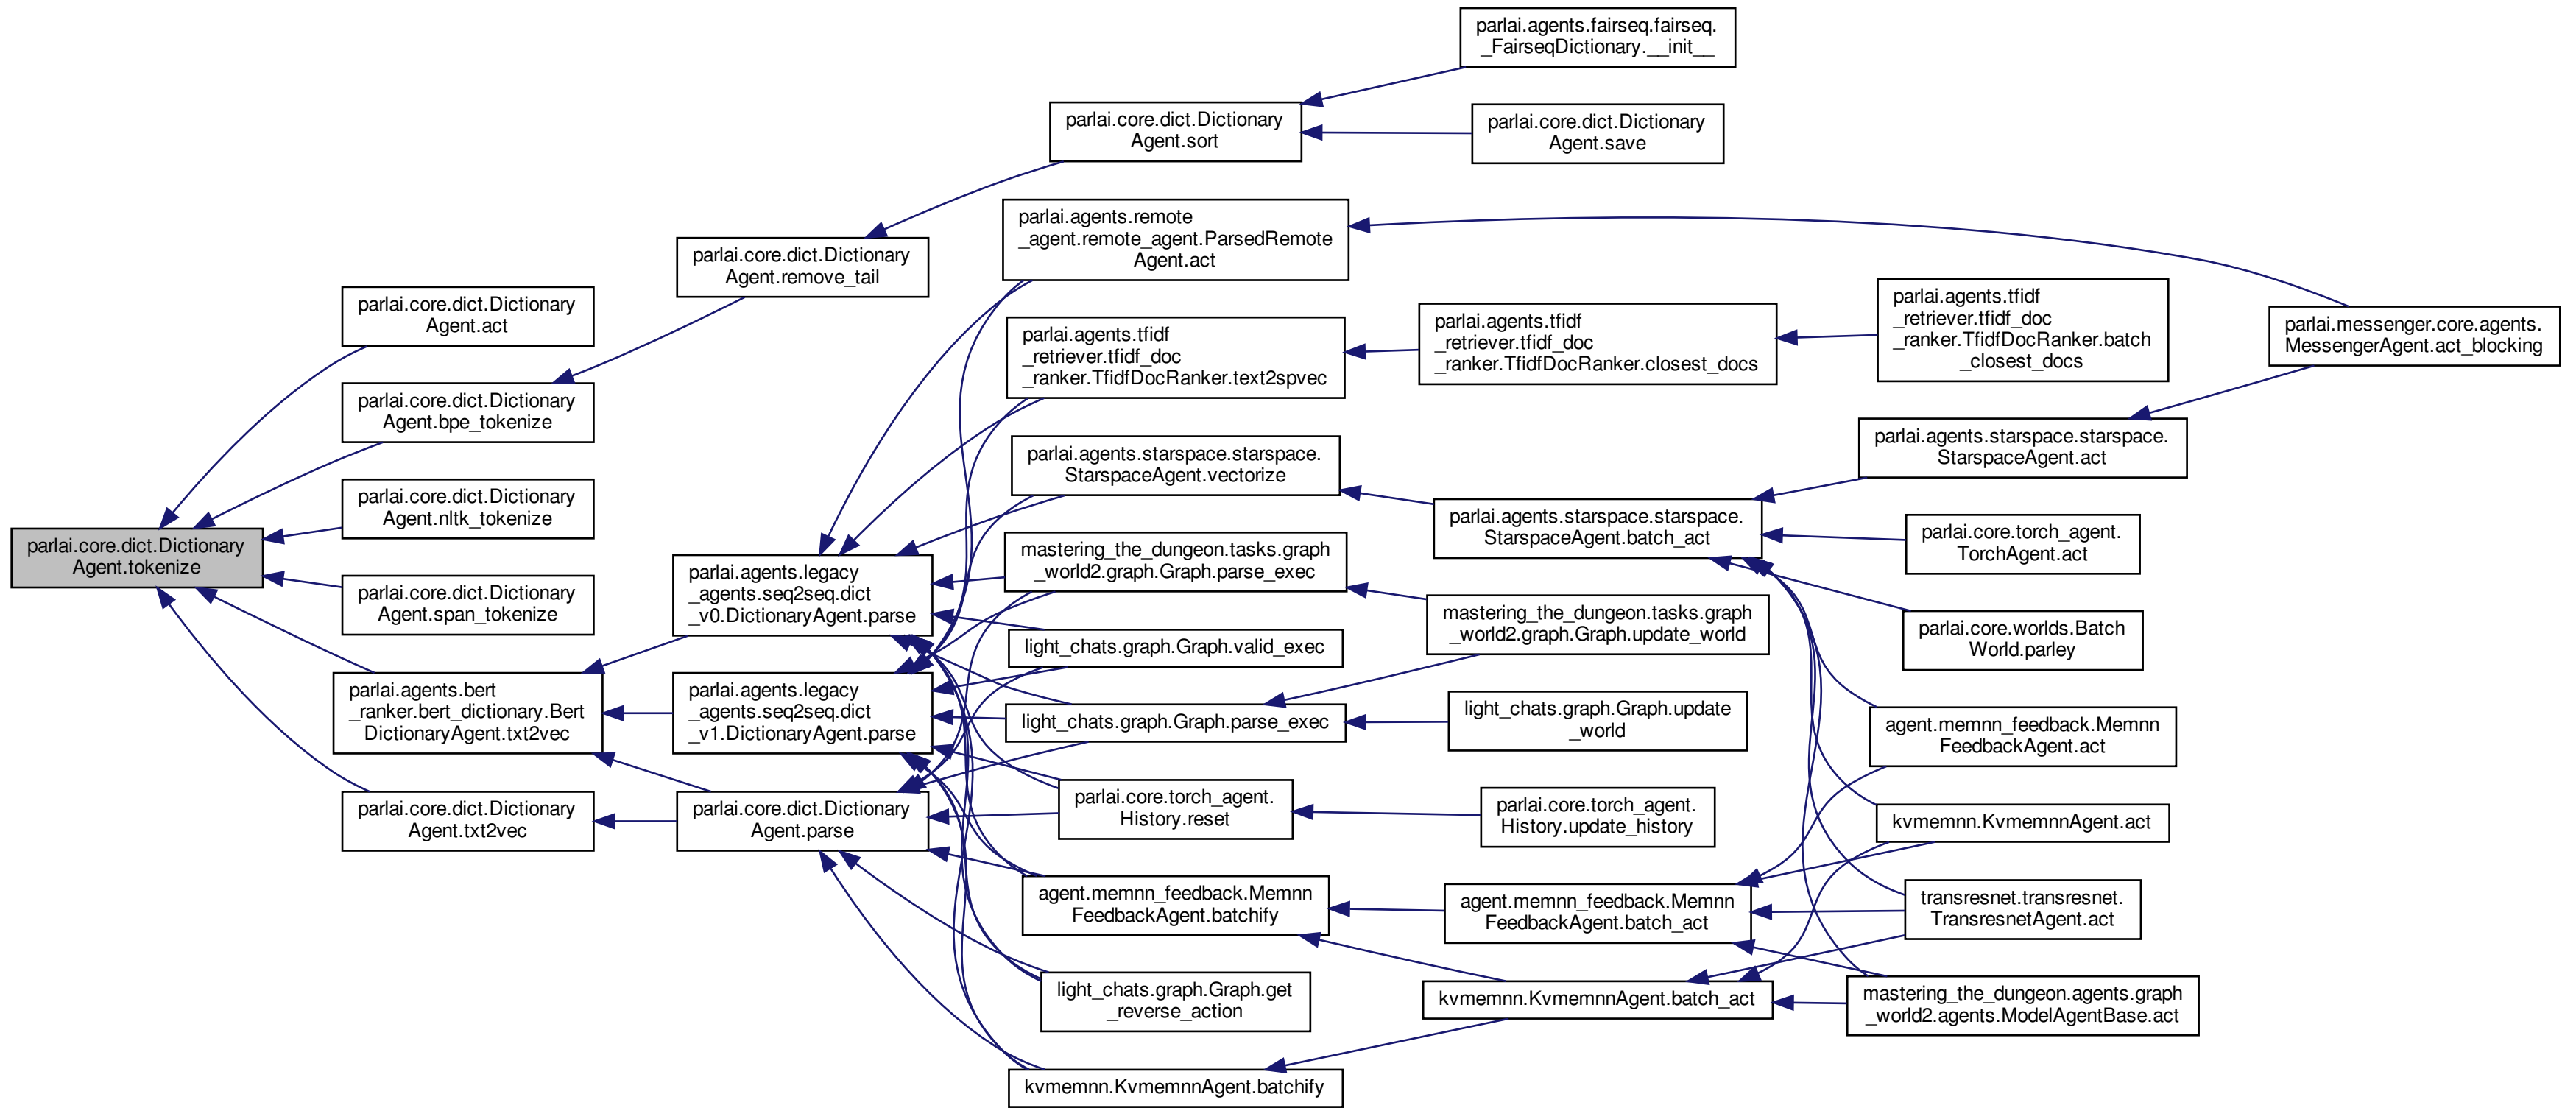 parlai.agents.fairseq.fairseq.
_FairseqDictionary.__init__
parlai.core.dict.Dictionary
Agent.sort
parlai.core.dict.Dictionary
Agent.save
parlai.agents.remote
_agent.remote_agent.ParsedRemote
Agent.act
parlai.core.dict.Dictionary
Agent.remove_tail
parlai.core.dict.Dictionary
Agent.act
parlai.agents.tfidf
_retriever.tfidf_doc
_ranker.TfidfDocRanker.text2spvec
parlai.agents.tfidf
_retriever.tfidf_doc
_ranker.TfidfDocRanker.closest_docs
parlai.agents.tfidf
_retriever.tfidf_doc
_ranker.TfidfDocRanker.batch
_closest_docs
parlai.messenger.core.agents.
MessengerAgent.act_blocking
parlai.core.dict.Dictionary
Agent.bpe_tokenize
parlai.agents.starspace.starspace.
StarspaceAgent.act
parlai.agents.starspace.starspace.
StarspaceAgent.vectorize
parlai.core.dict.Dictionary
Agent.nltk_tokenize
parlai.agents.starspace.starspace.
StarspaceAgent.batch_act
parlai.core.torch_agent.
TorchAgent.act
parlai.core.dict.Dictionary
Agent.tokenize
mastering_the_dungeon.tasks.graph
_world2.graph.Graph.parse_exec
parlai.agents.legacy
_agents.seq2seq.dict
_v0.DictionaryAgent.parse
parlai.core.dict.Dictionary
Agent.span_tokenize
mastering_the_dungeon.tasks.graph
_world2.graph.Graph.update_world
parlai.core.worlds.Batch
World.parley
light_chats.graph.Graph.valid_exec
parlai.agents.bert
_ranker.bert_dictionary.Bert
DictionaryAgent.txt2vec
parlai.agents.legacy
_agents.seq2seq.dict
_v1.DictionaryAgent.parse
light_chats.graph.Graph.parse_exec
light_chats.graph.Graph.update
_world
agent.memnn_feedback.Memnn
FeedbackAgent.act
parlai.core.dict.Dictionary
Agent.txt2vec
parlai.core.dict.Dictionary
Agent.parse
parlai.core.torch_agent.
History.reset
parlai.core.torch_agent.
History.update_history
kvmemnn.KvmemnnAgent.act
agent.memnn_feedback.Memnn
FeedbackAgent.batchify
agent.memnn_feedback.Memnn
FeedbackAgent.batch_act
transresnet.transresnet.
TransresnetAgent.act
light_chats.graph.Graph.get
_reverse_action
kvmemnn.KvmemnnAgent.batch_act
mastering_the_dungeon.agents.graph
_world2.agents.ModelAgentBase.act
kvmemnn.KvmemnnAgent.batchify